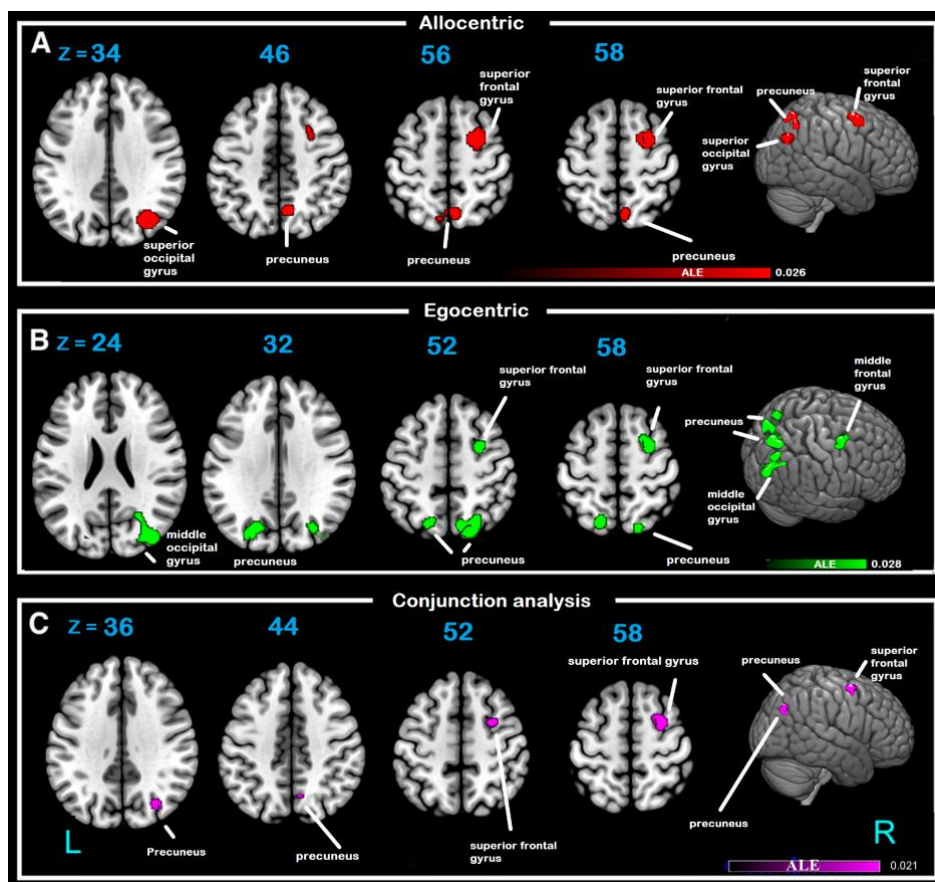 Allocentric
A
Z = 34
46
56
58
superior
frontal
gyrus
superior frontal
gyrus
precuneus
superior
frontal
gyrus
superior
occipital
gyrus
superior
occipital
gyrus
precuneus
precuneus
precuneus
ALE
0.026
Egocentric
B
Z = 24
32
52
58
superior frontal
gyrus
superior frontal
gyrus
middle
frontal
gyrus
precuneus
middle
occipital
gyrus
middle
occipital
gyrus
precuneus
precuneus
precuneus
ALE
0.028
Conjunction analysis
C
Z = 36
44
52
58
superior frontal gyrus
precuneus
superior
frontal
gyrus
precuneus
L
Precuneus
precuneus
superior frontal
gyrus
R
ALE
0.021